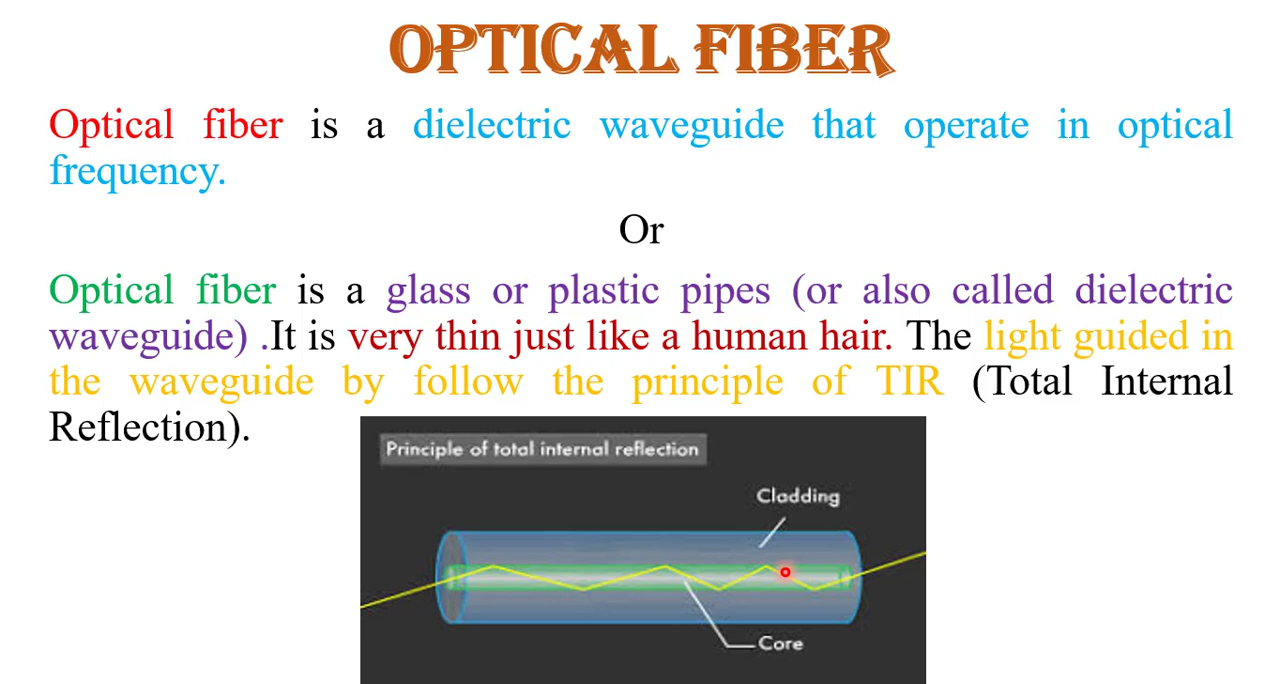 OPTICAL FIBER
Optical fiber is a dielectric waveguide that operate in optical
frequency.
Or
Optical fiber is a glass or plastic pipes (or also called dielectric
waveguide) .It is very thin just like a human hair. The light guided in
the waveguide by follow the principle of TIR (Total Internal
Reflection).
Principle of total internal reflection
Cladding
Core